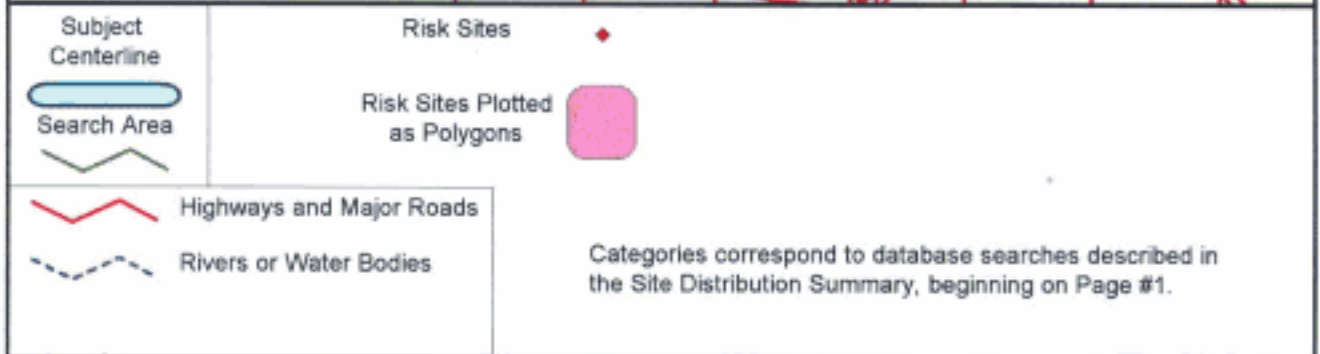 Subject
Centerline
Search Area
Risk Sites
Risk Sites Plotted
as Polygons
Highways and Major Roads
Rivers or Water Bodies
Categories correspond to database searches described in
the Site Distribution Summary, beginning on Page #1.